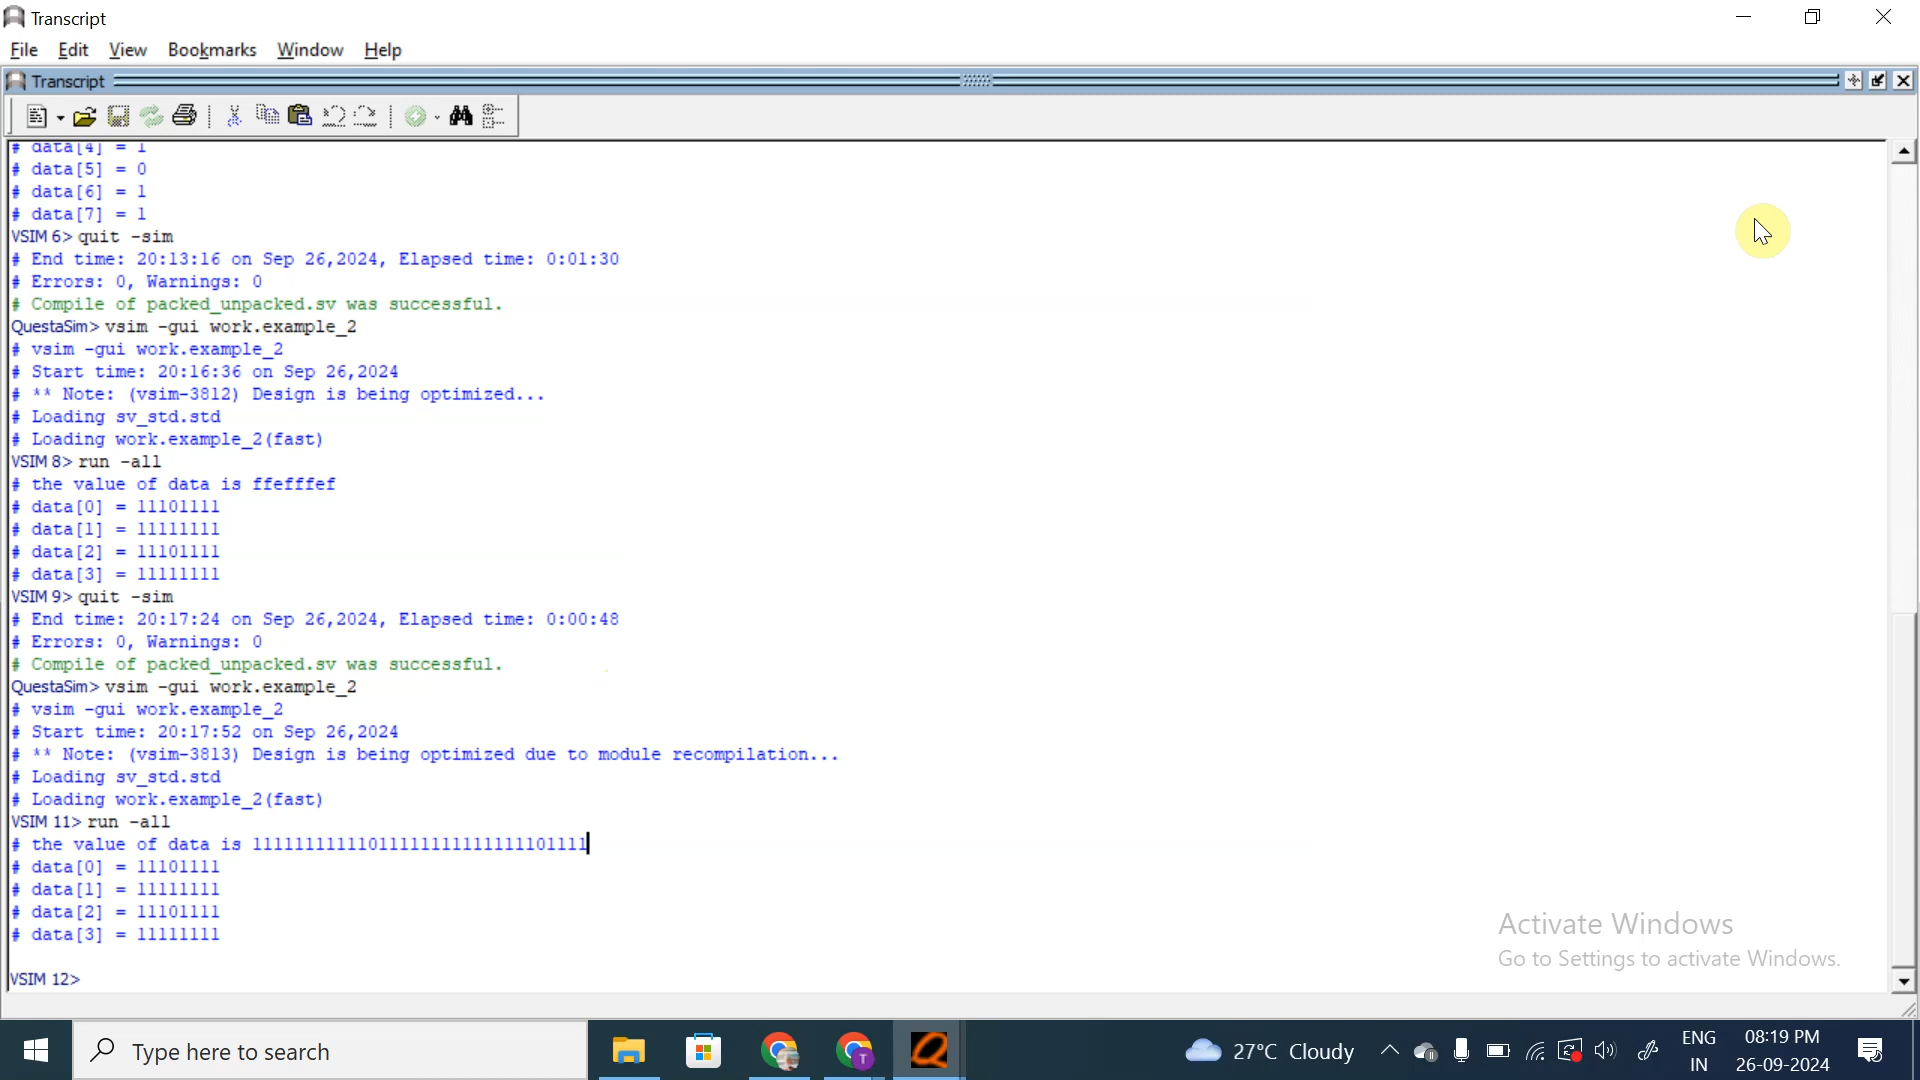 Transcript
File Edit View Bookmarks Window Help
Transcript
# data[4] = 1
# data[5] = 0
# data[6] = 1
# data[7] = 1
VSIM 6> quit -sim
# End time: 20:13:16 on Sep 26,2024, Elapsed time: 0:01:30
# Errors: 0, Warnings: 0
# Compile of packed_unpacked.sv was successful.
QuestaSim> vsim -gui work.example_2
# vsim -gui work.example_2
# Start time: 20:16:36 on Sep 26,2024
# ** Note: (vsim-3812) Design is being optimized...
# Loading sv_std.std
# Loading work.example_2(fast)
VSIM 8> run -all
# the value of data is ffefffef
# data[0] = 11101111
# data[1] = 11111111
# data[2] = 11101111
# data[3] = 11111111
VSIM 9> quit -sim
# End time: 20:17:24 on Sep 26,2024, Elapsed time: 0:00:48
# Errors: 0, Warnings: 0
# Compile of packed_unpacked.sv was successful.
QuestaSim> vsim -gui work.example_2
# vsim -gui work.example_2
# Start time: 20:17:52 on Sep 26,2024
# ** Note: (vsim-3813) Design is being optimized due to module recompilation...
# Loading sv_std.std
# Loading work.example_2(fast)
VSIM 11> run -all
# the value of data is 11111111111011111111111111101111
# data[0] = 11101111
# data[1] = 11111111
# data[2] = 11101111
# data[3] = 11111111
VSIM 12>
Activate Windows
Go to Settings to activate Windows.
Type here to search
T
27°C Cloudy
ENG
IN
08:19 PM
26-09-2024